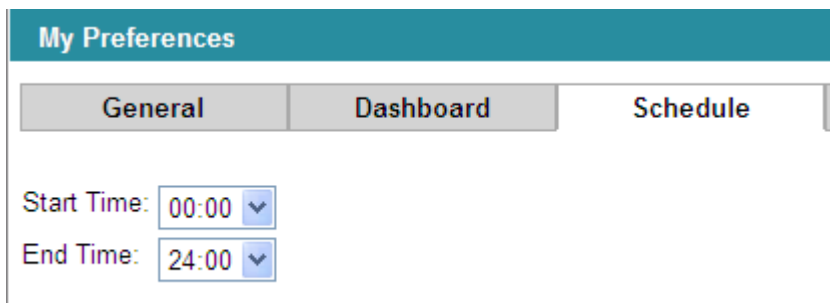 My Preferences
General Dashboard Schedule
Start Time: 00:00
End Time: 24:00